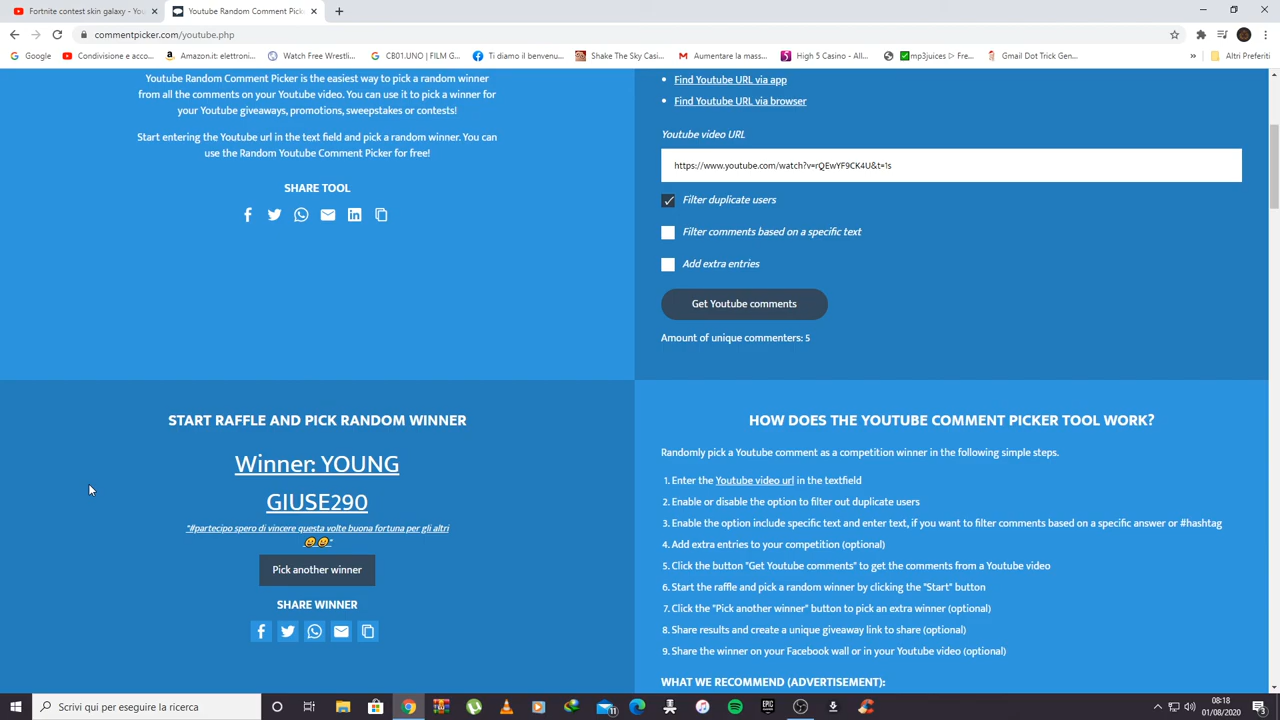 Fortnite contest skin galaxy - You
Youtube Random Comment Picke
commentpicker.com/youtube.php
Google
Condivisione e acco...
Amazon.it: elettroni...
Watch Free Wrestlin...
CB01.UNO | FILM G...
Ti diamo il benvenu...
Shake The Sky Casi...
Aumentare la mass...
High 5 Casino - All...
✅mp3juices ▷ Fre...
Gmail Dot Trick Gen...
»
Altri Preferiti
Youtube Random Comment Picker is the easiest way to pick a random winner
from all the comments on your Youtube video. You can use it to pick a winner for
your Youtube giveaways, promotions, sweepstakes or contests!
Start entering the Youtube url in the text field and pick a random winner. You can
use the Random Youtube Comment Picker for free!
SHARE TOOL
Find Youtube URL via app
Find Youtube URL via browser
Youtube video URL
https://www.youtube.com/watch?v=rQEwYF9CK4U&t=1s
Filter duplicate users
Filter comments based on a specific text
Add extra entries
Get Youtube comments
Amount of unique commenters: 5
START RAFFLE AND PICK RANDOM WINNER
Winner: YOUNG
GIUSE290
"#partecipo spero di vincere questa volte buona fortuna per gli altri
😉😉"
Pick another winner
SHARE WINNER
HOW DOES THE YOUTUBE COMMENT PICKER TOOL WORK?
Randomly pick a Youtube comment as a competition winner in the following simple steps.
1. Enter the Youtube video url in the textfield
2. Enable or disable the option to filter out duplicate users
3. Enable the option include specific text and enter text, if you want to filter comments based on a specific answer or #hashtag
4. Add extra entries to your competition (optional)
5. Click the button "Get Youtube comments" to get the comments from a Youtube video
6. Start the raffle and pick a random winner by clicking the "Start" button
7. Click the "Pick another winner" button to pick an extra winner (optional)
8. Share results and create a unique giveaway link to share (optional)
9. Share the winner on your Facebook wall or in your Youtube video (optional)
WHAT WE RECOMMEND (ADVERTISEMENT):
Scrivi qui per eseguire la ricerca
11
EPIC
08:18
01/08/2020
3